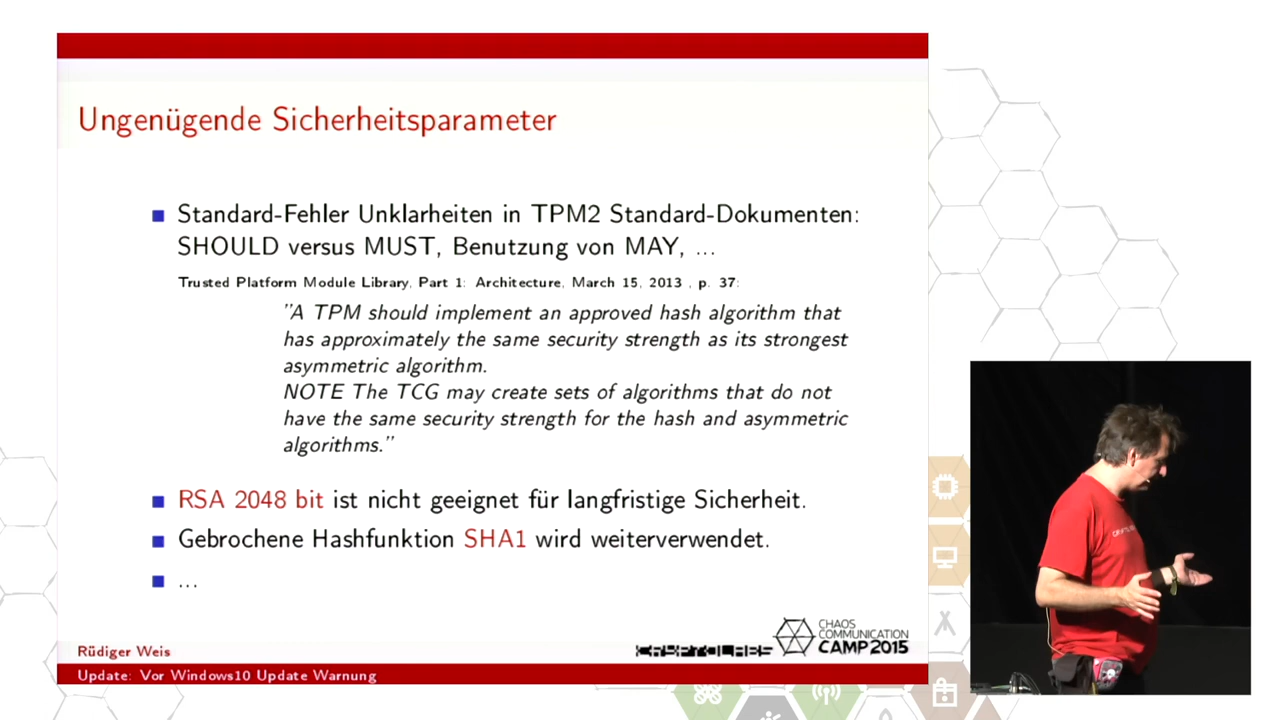 Ungenügende Sicherheitsparameter
Standard-Fehler Unklarheiten in TPM2 Standard-Dokumenten:
SHOULD versus MUST, Benutzung von MAY, ...
Trusted Platform Module Library, Part 1: Architecture, March 15, 2013 , p. 37:
"A TPM should implement an approved hash algorithm that
has approximately the same security strength as its strongest
asymmetric algorithm.
NOTE The TCG may create sets of algorithms that do not
have the same security strength for the hash and asymmetric
algorithms."
RSA 2048 bit ist nicht geeignet für langfristige Sicherheit.
Gebrochene Hashfunktion SHA1 wird weiterverwendet.
...
Rüdiger Weis
CRYPTOLABS
CHAOS
COMMUNICATION
CAMP 2015
Update: Vor Windows10 Update Warnung